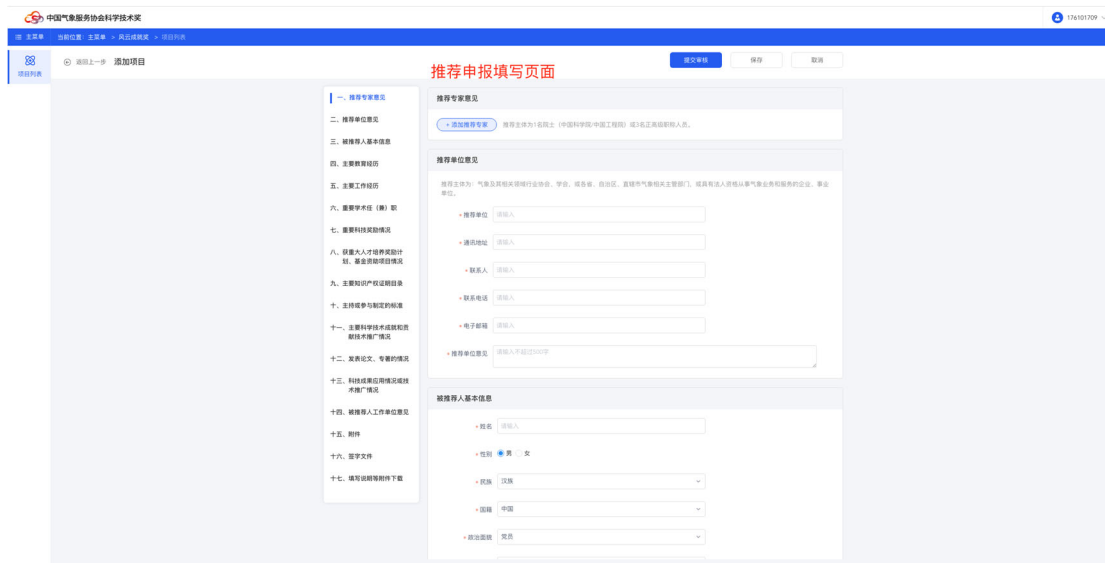 中国气象服务协会科学技术奖
176101709
主菜单
当前位置: 主菜单 > 风云成就奖 > 项目列表
项目列表
返回上一步 添加项目
提交审核
保存
取消
推荐申报填写页面
一、推荐专家意见
二、推荐单位意见
三、被推荐人基本信息
四、主要教育经历
五、主要工作经历
六、重要学术任（兼）职
七、重要科技奖励情况
八、获重大人才培养奖励计
划、基金资助项目情况
九、主要知识产权证明目录
十、主持或参与制定的标准
十一、主要科学技术成就和贡
献技术推广情况
十二、发表论文、专著的情况
十三、科技成果应用情况或技
术推广情况
十四、被推荐人工作单位意见
十五、附件
十六、签字文件
十七、填写说明等附件下载
推荐专家意见
+ 添加推荐专家
推荐主体为1名院士（中国科学院/中国工程院）或3名正高级职称人员。
推荐单位意见
推荐主体为：气象及其相关领域行业协会、学会，或各省、自治区、直辖市气象相关主管部门，或具有法人资格从事气象业务和服务的企业、事业
单位。
* 推荐单位 请输入
* 通讯地址 请输入
* 联系人 请输入
* 联系电话 请输入
* 电子邮箱 请输入
* 推荐单位意见 请输入不超过500字
被推荐人基本信息
* 姓名 请输入
* 性别 男 女
* 民族 汉族
* 国籍 中国
* 政治面貌 党员